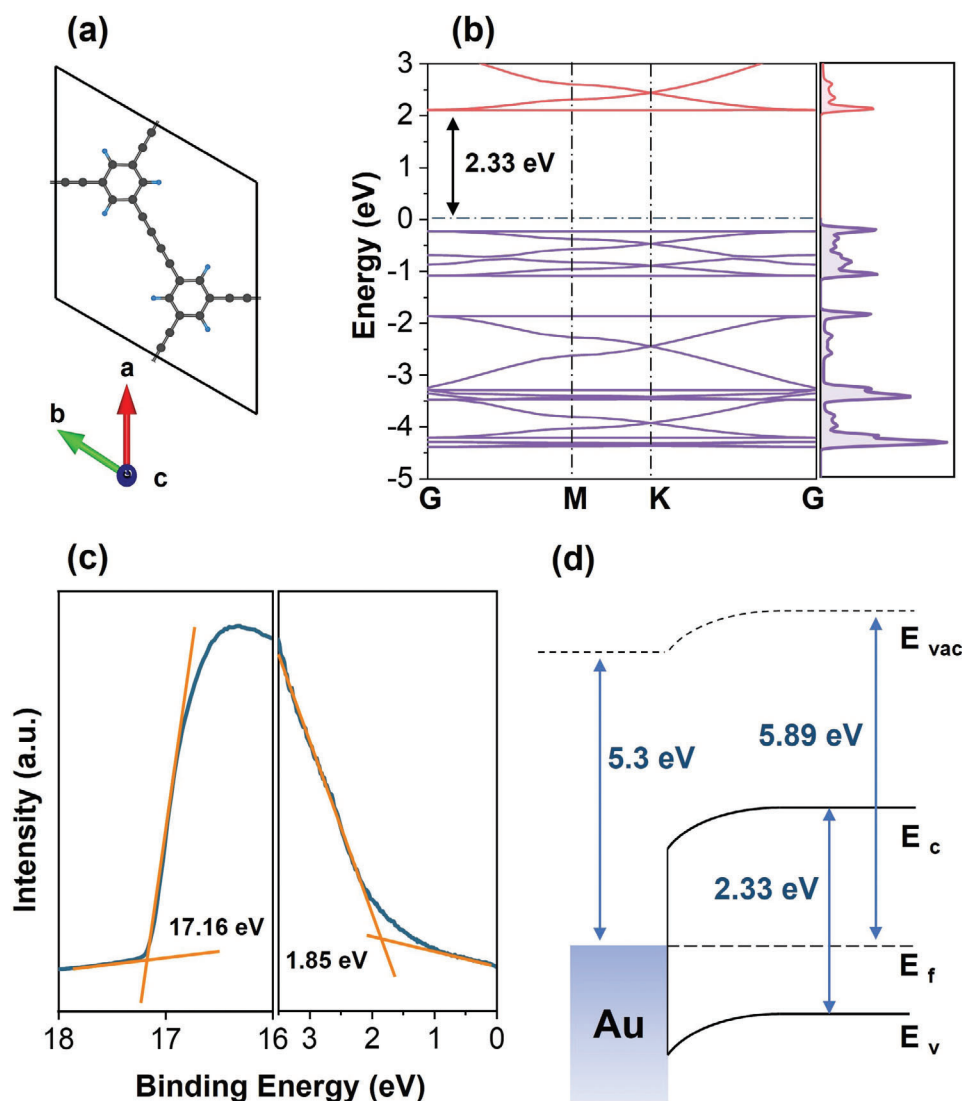 (a)
a
b
c
(b)
Energy (eV)
3
2
1
0
-1
-2
-3
-4
-5
2.33 eV
G
M
K
G
(c)
Intensity (a.u.)
17.16 eV
1.85 eV
18
17
16
3
2
1
0
Binding Energy (eV)
(d)
E vac
5.3 eV
5.89 eV
E c
2.33 eV
E f
Au
E v